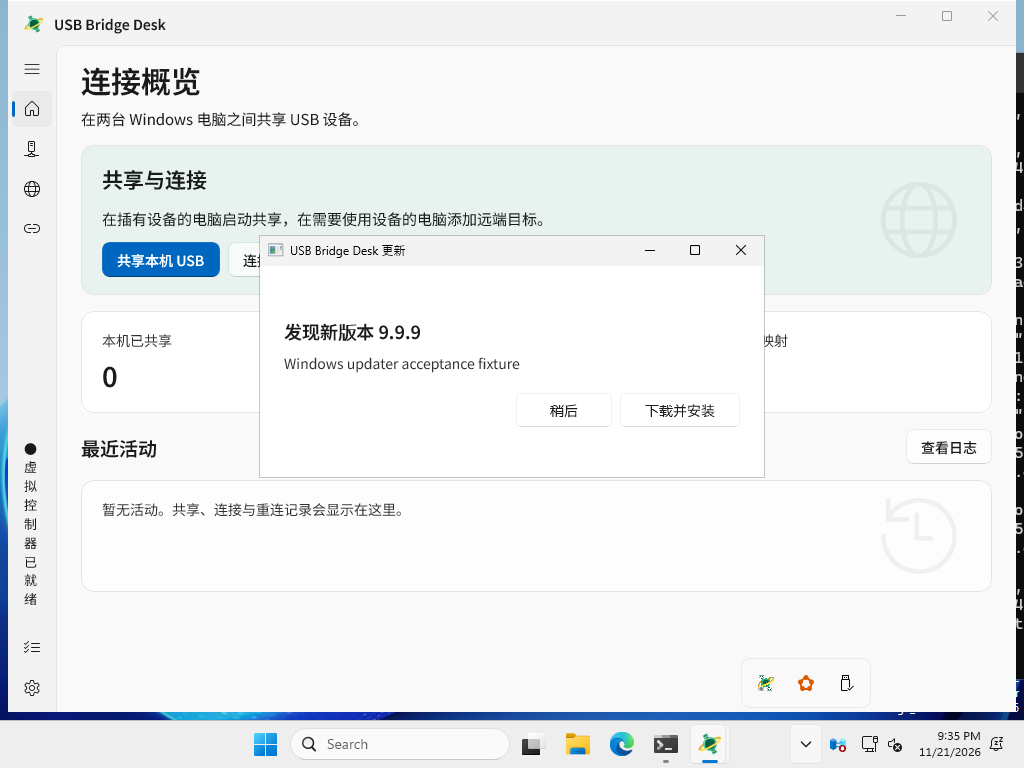 USB Bridge Desk
连接概览
在两台 Windows 电脑之间共享 USB 设备。
共享与连接
在插有设备的电脑启动共享，在需要使用设备的电脑添加远端目标。
共享本机 USB
USB Bridge Desk 更新
发现新版本 9.9.9
Windows updater acceptance fixture
稍后
下载并安装
本机已共享
0
映射
最近活动
查看日志
暂无活动。共享、连接与重连记录会显示在这里。
虚
拟
控
制
器
已
就
绪
Search
9:35 PM
11/21/2026